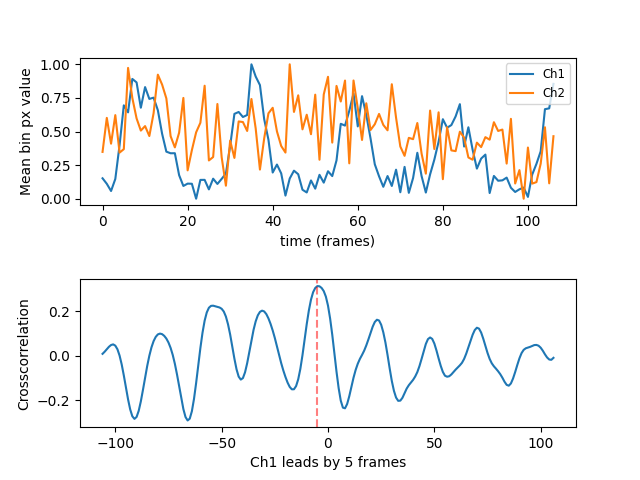 1.00
0.75
0.50
0.25
0.00
Mean bin px value
Ch1
Ch2
0 20 40 60 80 100
time (frames)
0.2
0.0
−0.2
Crosscorrelation
−100 −50 0 50 100
Ch1 leads by 5 frames